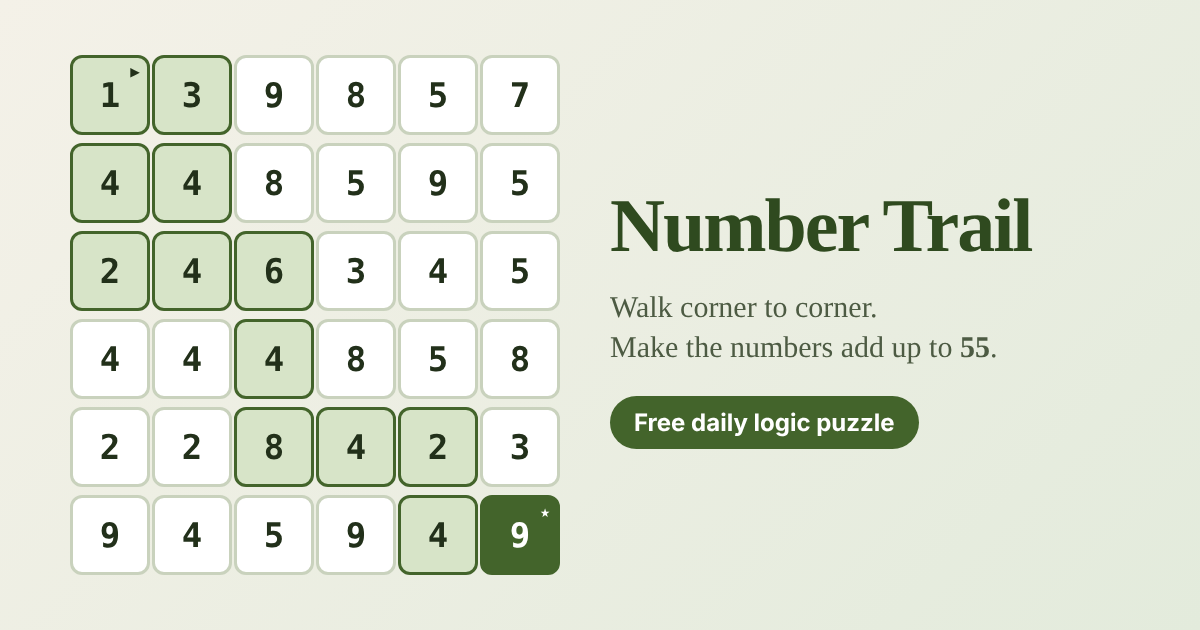 1 ▶ 3 9 8 5 7
4 4 8 5 9 5
2 4 6 3 4 5
4 4 4 8 5 8
2 2 8 4 2 3
9 4 5 9 4 9 ★
Number Trail
Walk corner to corner.
Make the numbers add up to 55.
Free daily logic puzzle